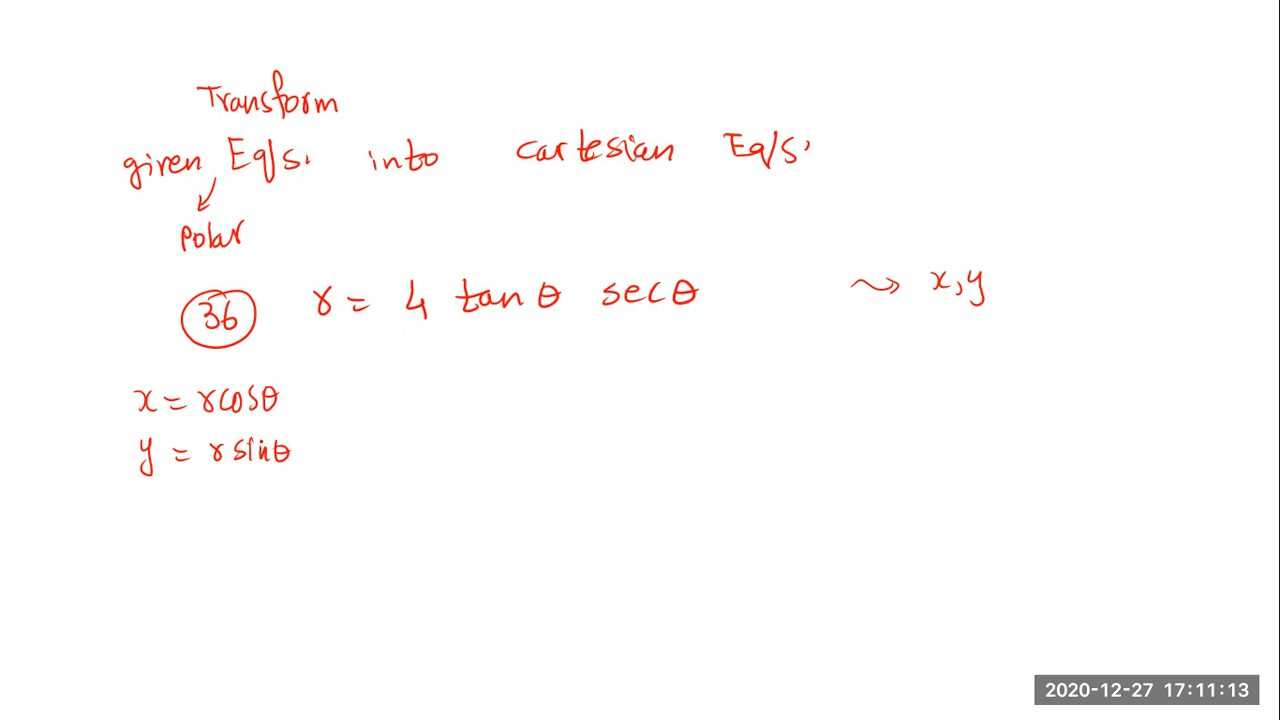 Transform
given Eq/s. into cartesian Eq/s.
Polar
36 r = 4 tan θ sec θ ⇝ x, y
x = r cos θ
y = r sin θ
2020-12-27 17:11:13